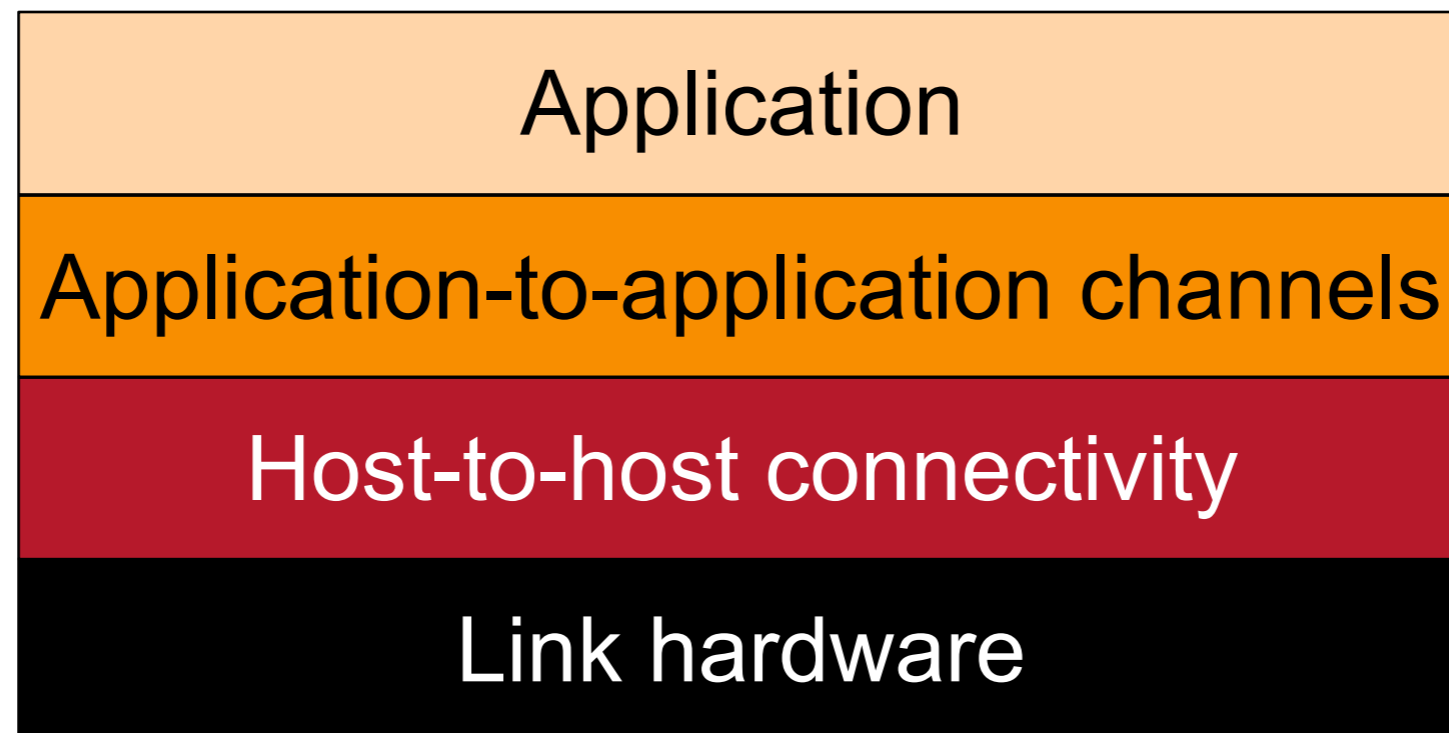 Application
Application-to-application channels
Host-to-host connectivity
Link hardware